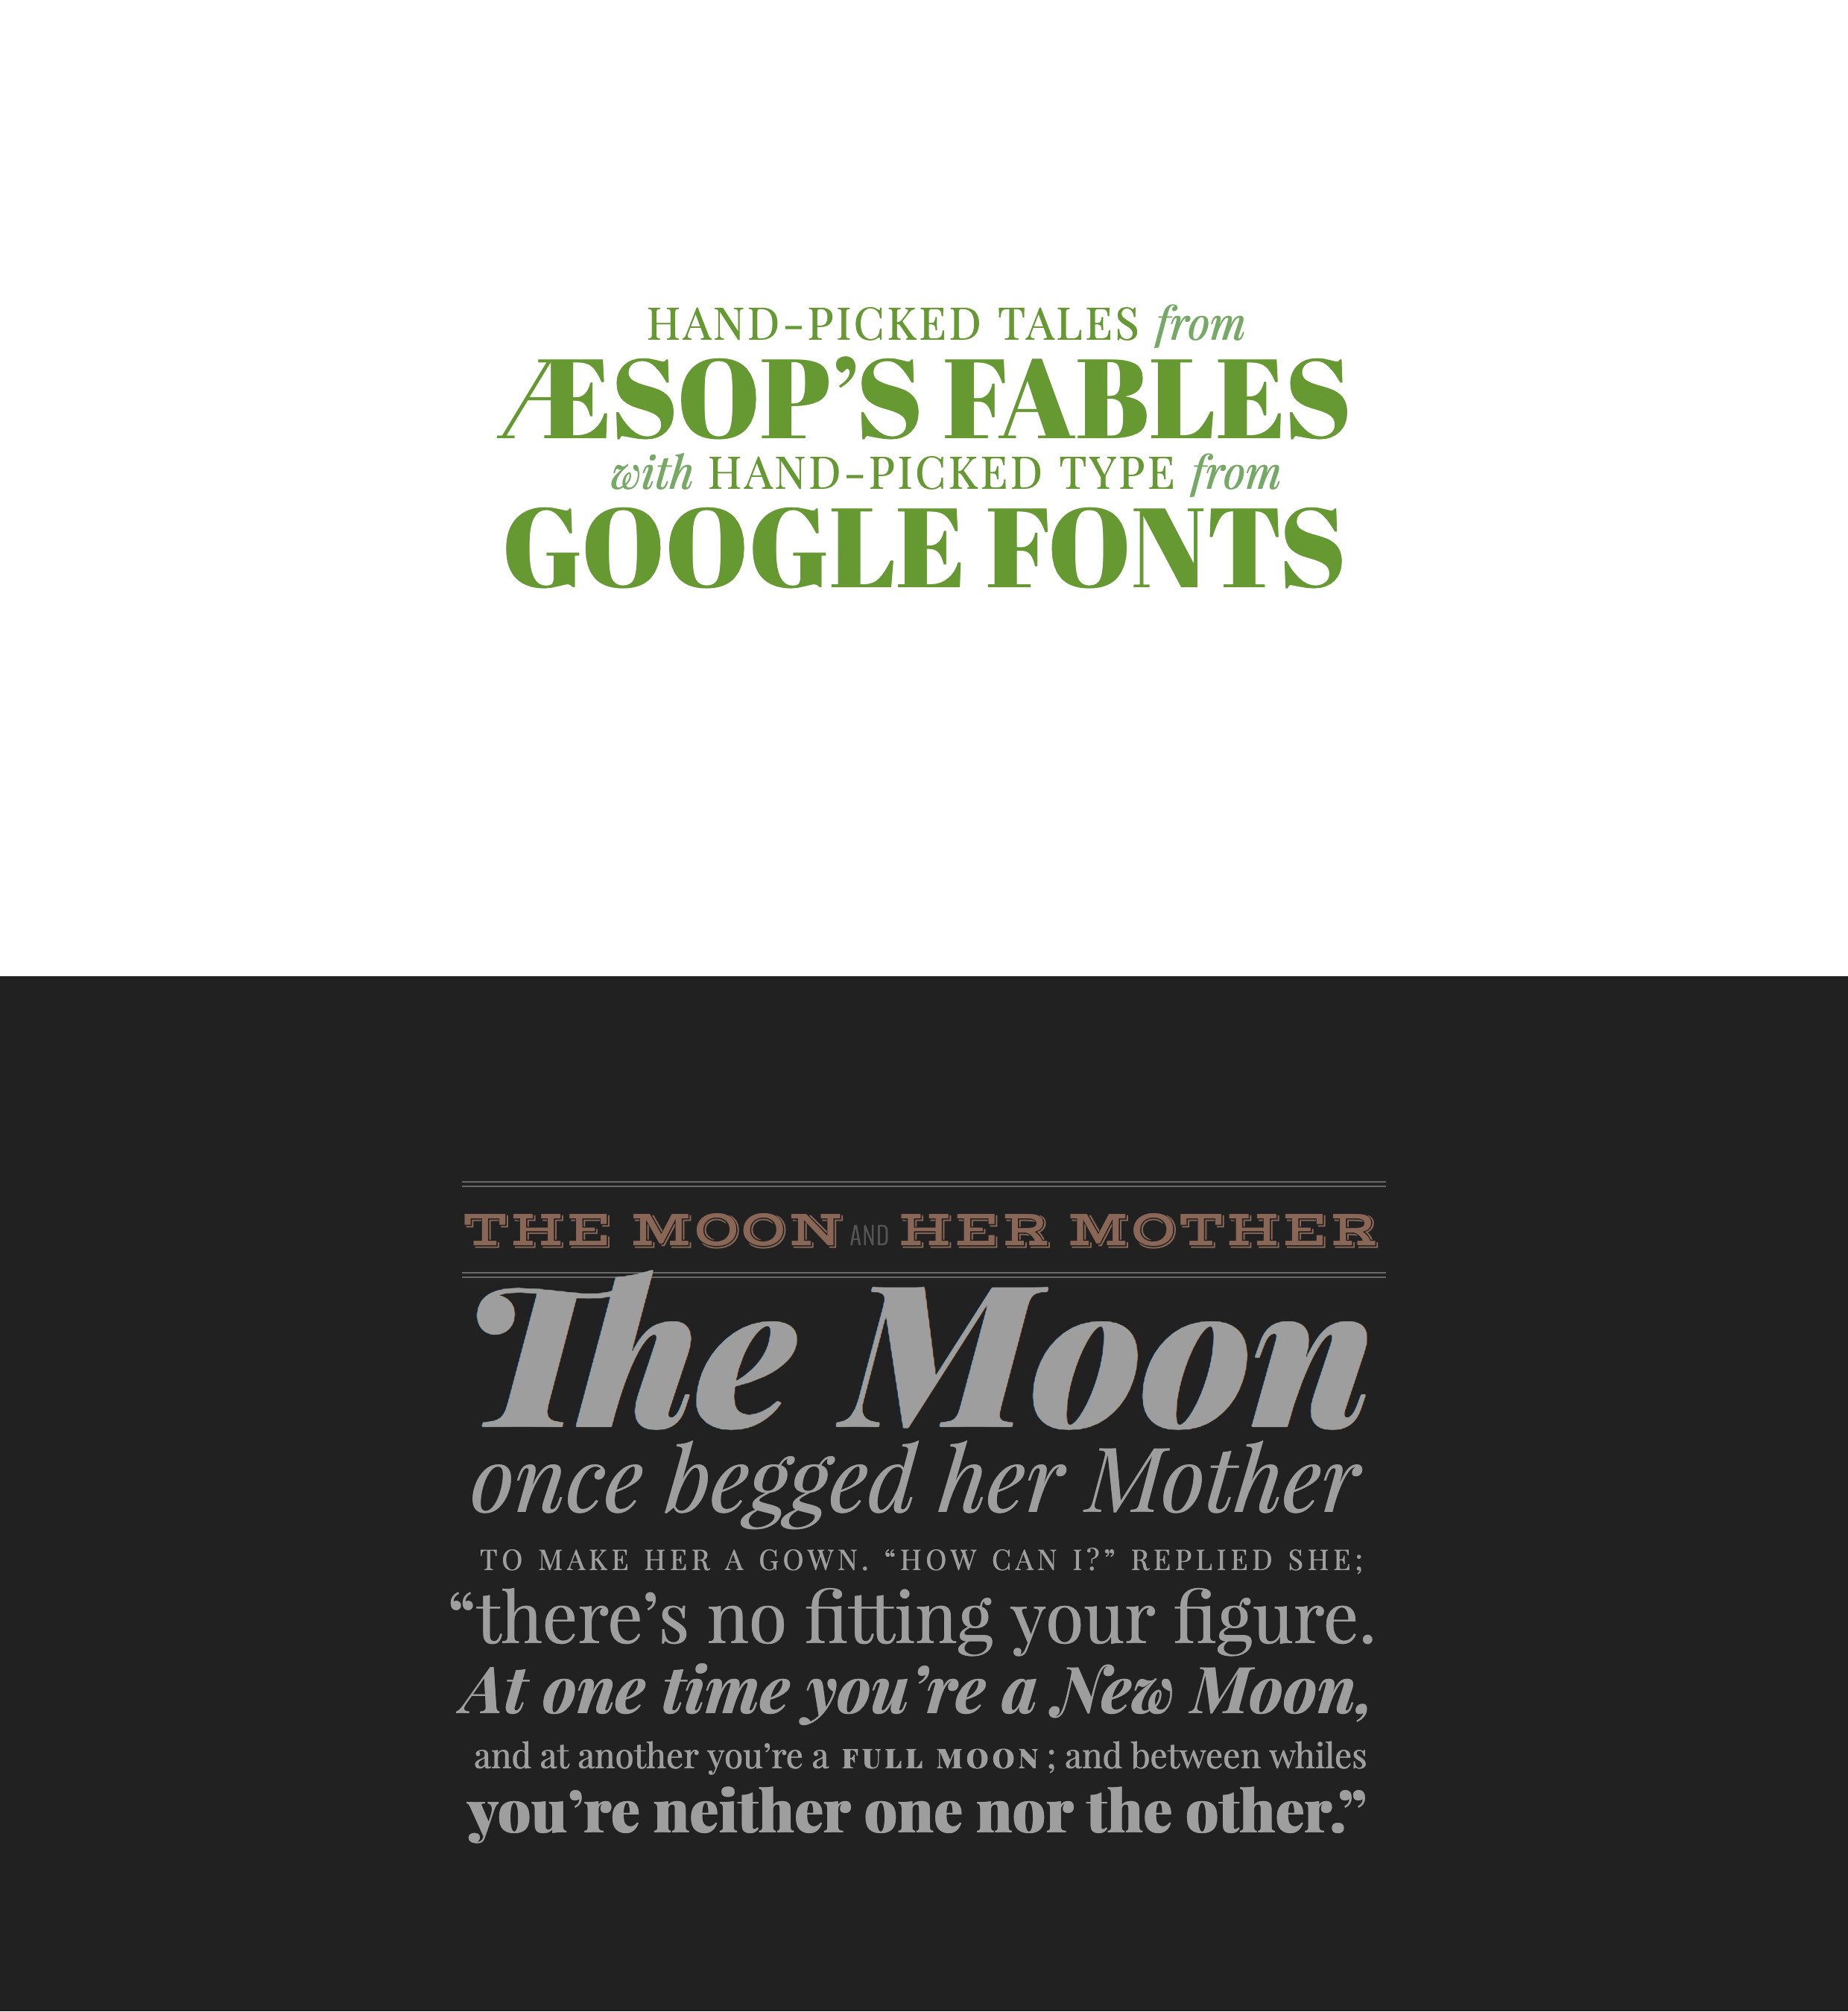 HAND-PICKED TALES from
ÆSOP’S FABLES
with HAND-PICKED TYPE from
GOOGLE FONTS
THE MOON AND HER MOTHER
The Moon
once begged her Mother
TO MAKE HER A GOWN. “HOW CAN I?” REPLIED SHE;
“there’s no fitting your figure.
At one time you’re a New Moon,
and at another you’re a FULL MOON; and between whiles
you’re neither one nor the other.”